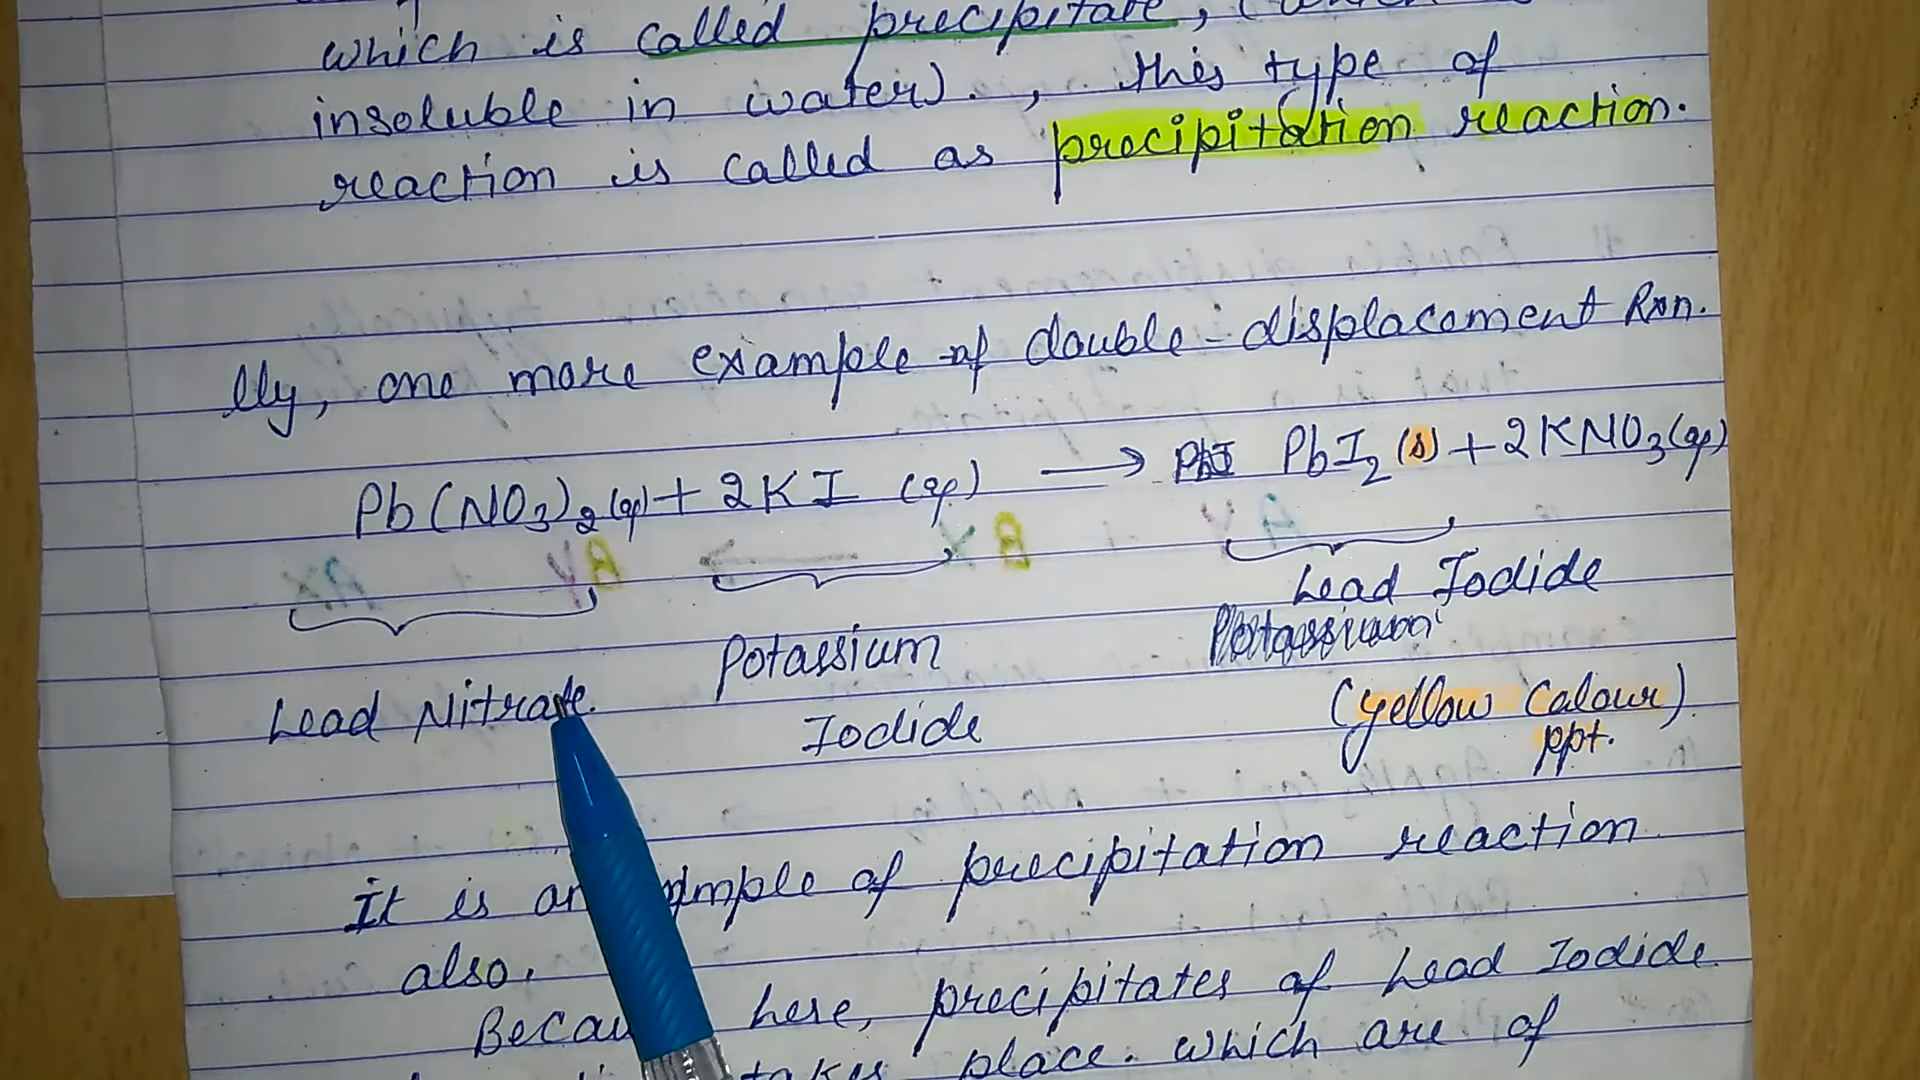 which is called precipitate, (which is
insoluble in water)., this type of
reaction is called as precipitation reaction.
lly, one more example of double-displacement Rxn.
Pb(NO3)2(aq) + 2KI (aq) → PbI PbI2(s) + 2KNO3(aq)
Lead Iodide
Potassium
Potassium
(yellow Colour)
Lead Nitrate.
Iodide
ppt.
It is an of precipitation reaction
also.
here, precipitates of Lead Iodide
takes place. which are of